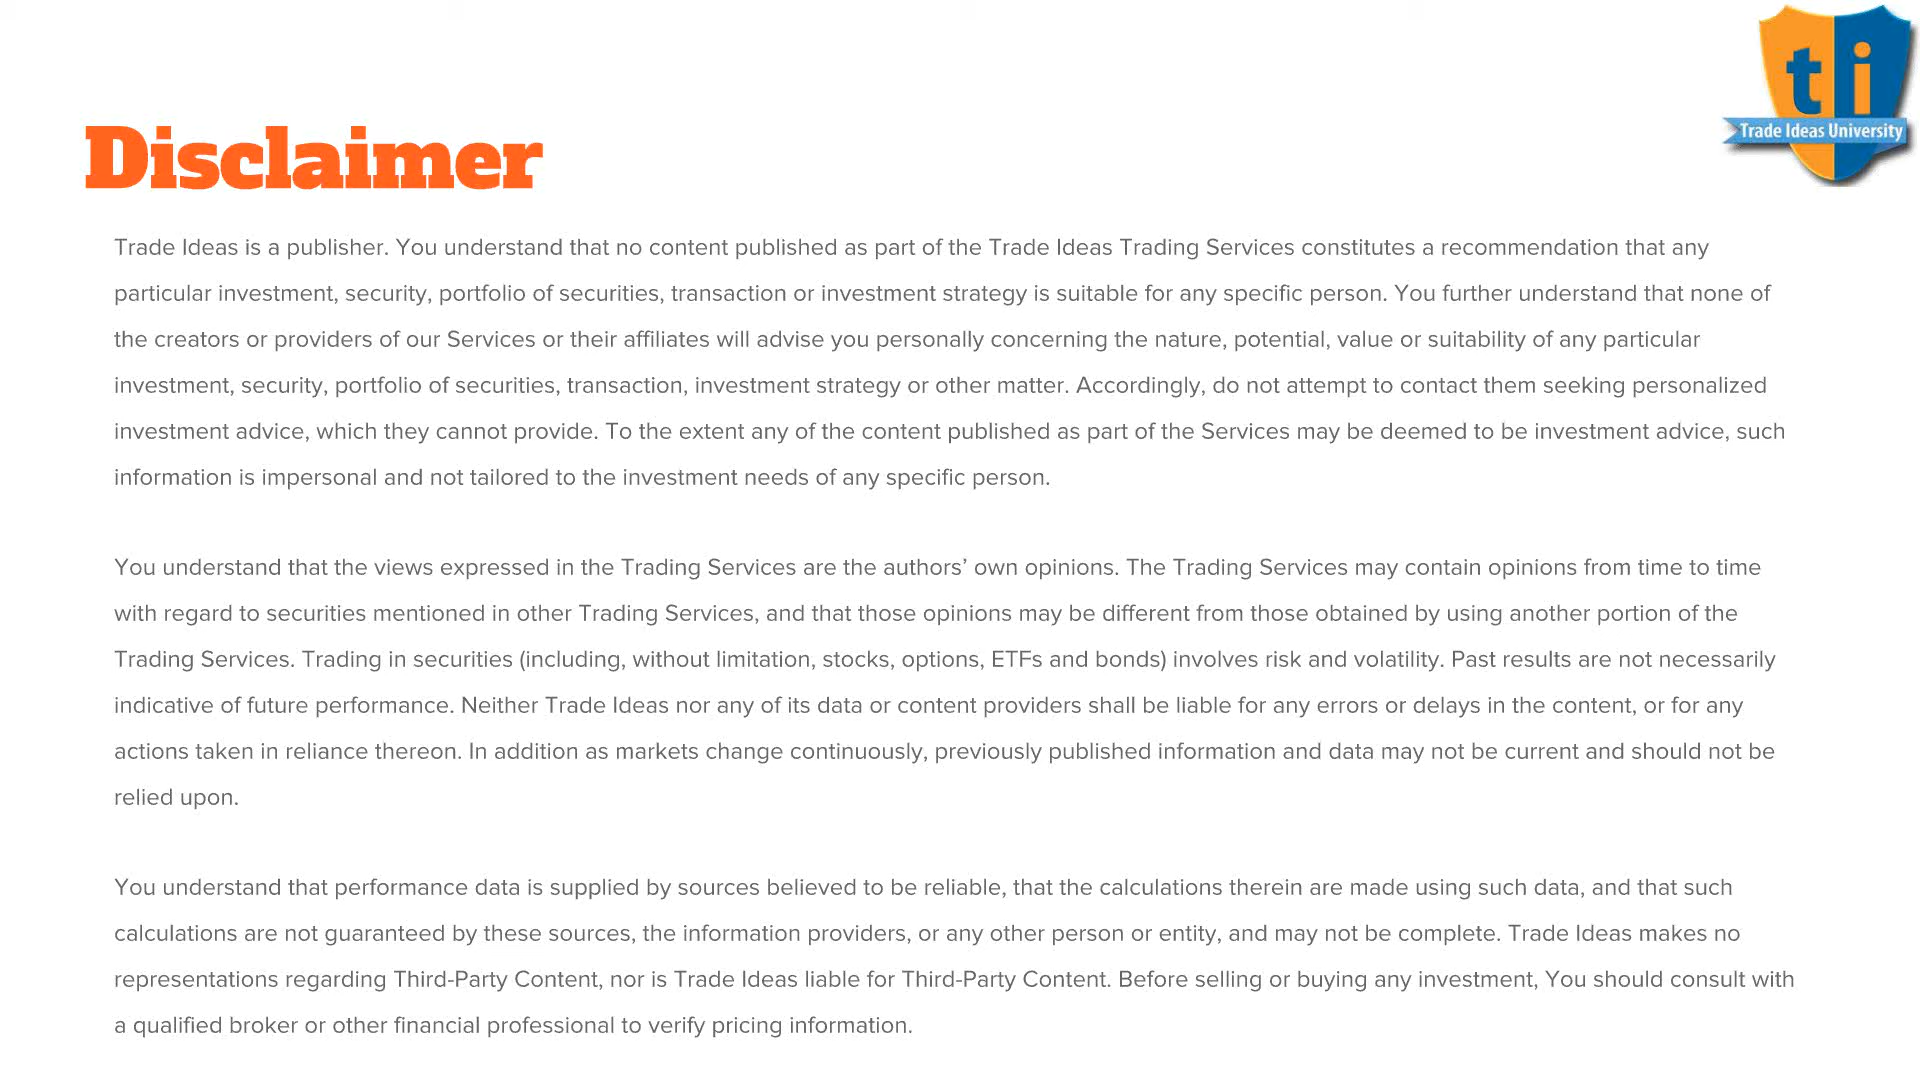 ti
Trade Ideas University
Disclaimer
Trade Ideas is a publisher. You understand that no content published as part of the Trade Ideas Trading Services constitutes a recommendation that any
particular investment, security, portfolio of securities, transaction or investment strategy is suitable for any specific person. You further understand that none of
the creators or providers of our Services or their affiliates will advise you personally concerning the nature, potential, value or suitability of any particular
investment, security, portfolio of securities, transaction, investment strategy or other matter. Accordingly, do not attempt to contact them seeking personalized
investment advice, which they cannot provide. To the extent any of the content published as part of the Services may be deemed to be investment advice, such
information is impersonal and not tailored to the investment needs of any specific person.
You understand that the views expressed in the Trading Services are the authors’ own opinions. The Trading Services may contain opinions from time to time
with regard to securities mentioned in other Trading Services, and that those opinions may be different from those obtained by using another portion of the
Trading Services. Trading in securities (including, without limitation, stocks, options, ETFs and bonds) involves risk and volatility. Past results are not necessarily
indicative of future performance. Neither Trade Ideas nor any of its data or content providers shall be liable for any errors or delays in the content, or for any
actions taken in reliance thereon. In addition as markets change continuously, previously published information and data may not be current and should not be
relied upon.
You understand that performance data is supplied by sources believed to be reliable, that the calculations therein are made using such data, and that such
calculations are not guaranteed by these sources, the information providers, or any other person or entity, and may not be complete. Trade Ideas makes no
representations regarding Third-Party Content, nor is Trade Ideas liable for Third-Party Content. Before selling or buying any investment, You should consult with
a qualified broker or other financial professional to verify pricing information.